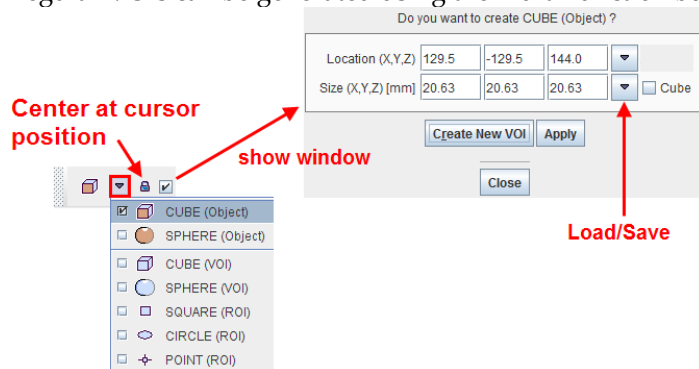 Do you want to create CUBE (Object) ?
Location (X,Y,Z) 129.5 -129.5 144.0
Size (X,Y,Z) [mm] 20.63 20.63 20.63 Cube
Create New VOI Apply
Close
Center at cursor
position
show window
Load/Save
CUBE (Object)
SPHERE (Object)
CUBE (VOI)
SPHERE (VOI)
SQUARE (ROI)
CIRCLE (ROI)
POINT (ROI)